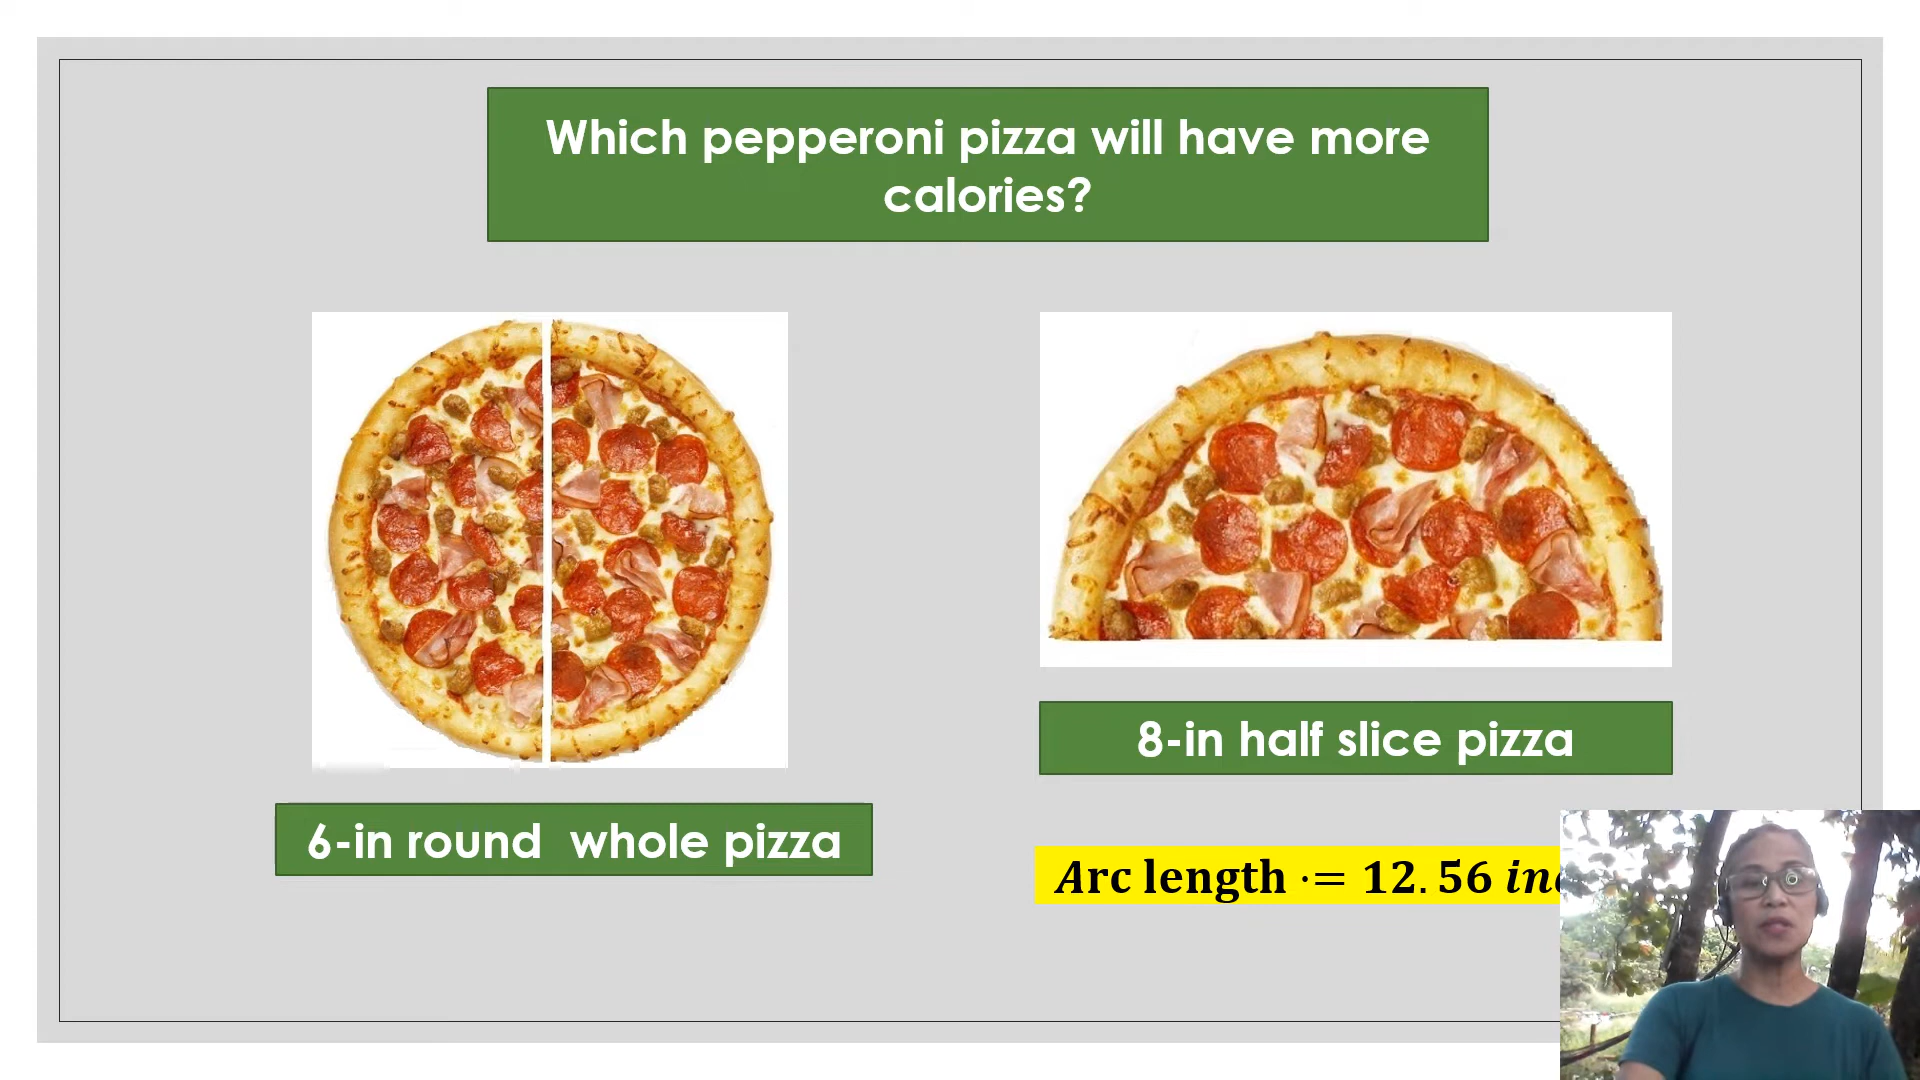 Which pepperoni pizza will have more
calories?
8-in half slice pizza
6-in round whole pizza
Arc length ·= 12.56